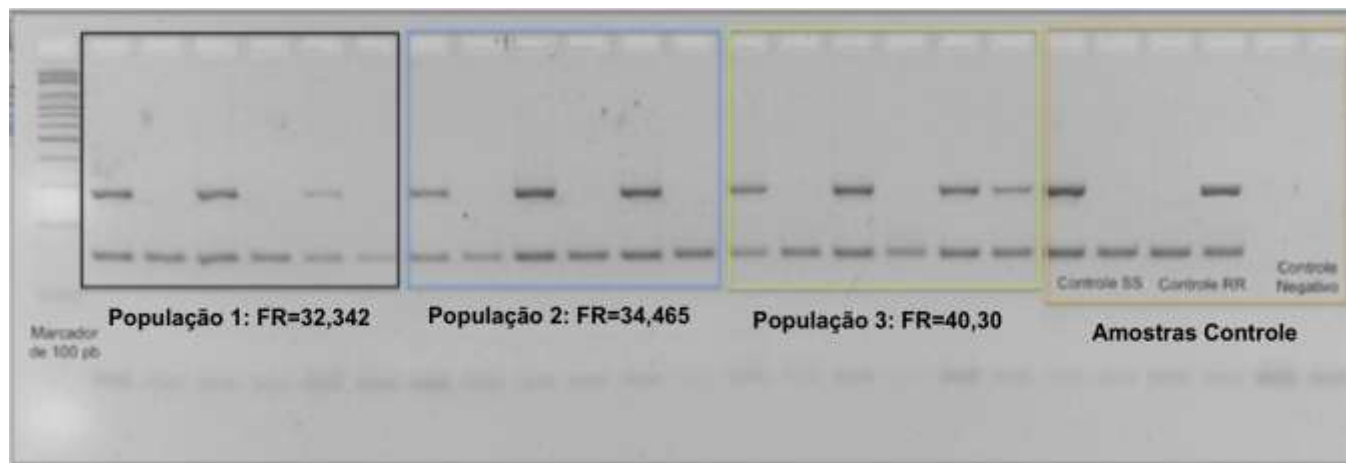 Controle SS
Controle RR
Controle
Negativo
População 1: FR=32,342
População 2: FR=34,465
População 3: FR=40,30
Amostras Controle
Marcador
de 100 pb